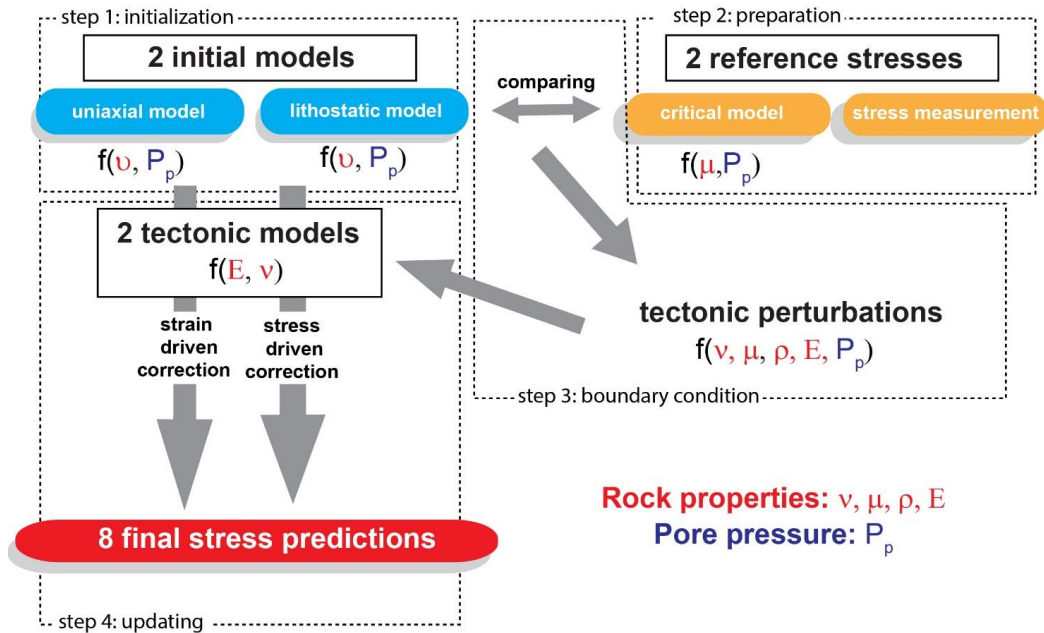 step 1: initialization
2 initial models
uniaxial model
lithostatic model
f(υ, Pp)
f(υ, Pp)
comparing
step 2: preparation
2 reference stresses
critical model
stress measurement
f(μ,Pp)
2 tectonic models
f(E, ν)
strain
driven
correction
stress
driven
correction
tectonic perturbations
f(ν, μ, ρ, E, Pp)
step 3: boundary condition
8 final stress predictions
step 4: updating
Rock properties: ν, μ, ρ, E
Pore pressure: Pp